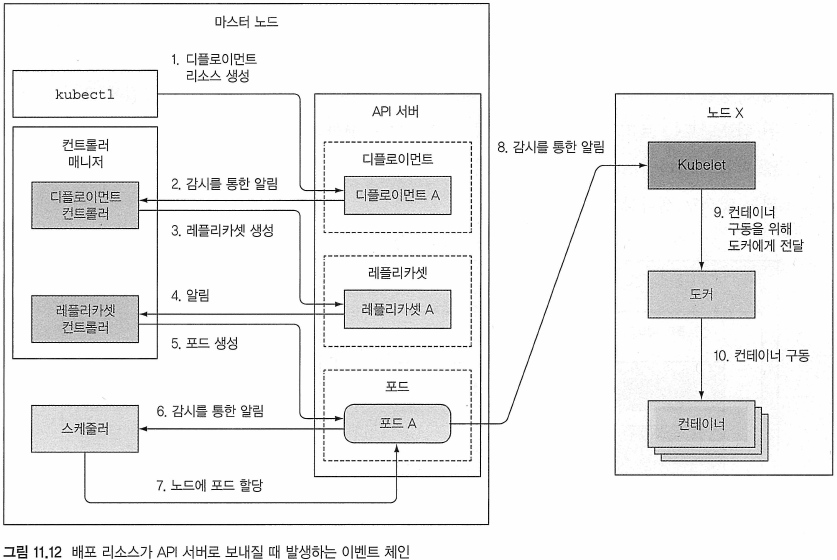 마스터 노드
1. 디플로이먼트
리소스 생성
kubectl
API 서버
노드 X
컨트롤러
매니저
디플로이먼트
8. 감시를 통한 알림
Kubelet
2. 감시를 통한 알림
디플로이먼트
컨트롤러
디플로이먼트 A
3. 레플리카셋 생성
9. 컨테이너
구동을 위해
도커에게 전달
레플리카셋
4. 알림
도커
레플리카셋
컨트롤러
레플리카셋 A
5. 포드 생성
10. 컨테이너 구동
포드
6. 감시를 통한 알림
스케줄러
포드 A
컨테이너
7. 노드에 포드 할당
그림 11.12 배포 리소스가 API 서버로 보내질 때 발생하는 이벤트 체인